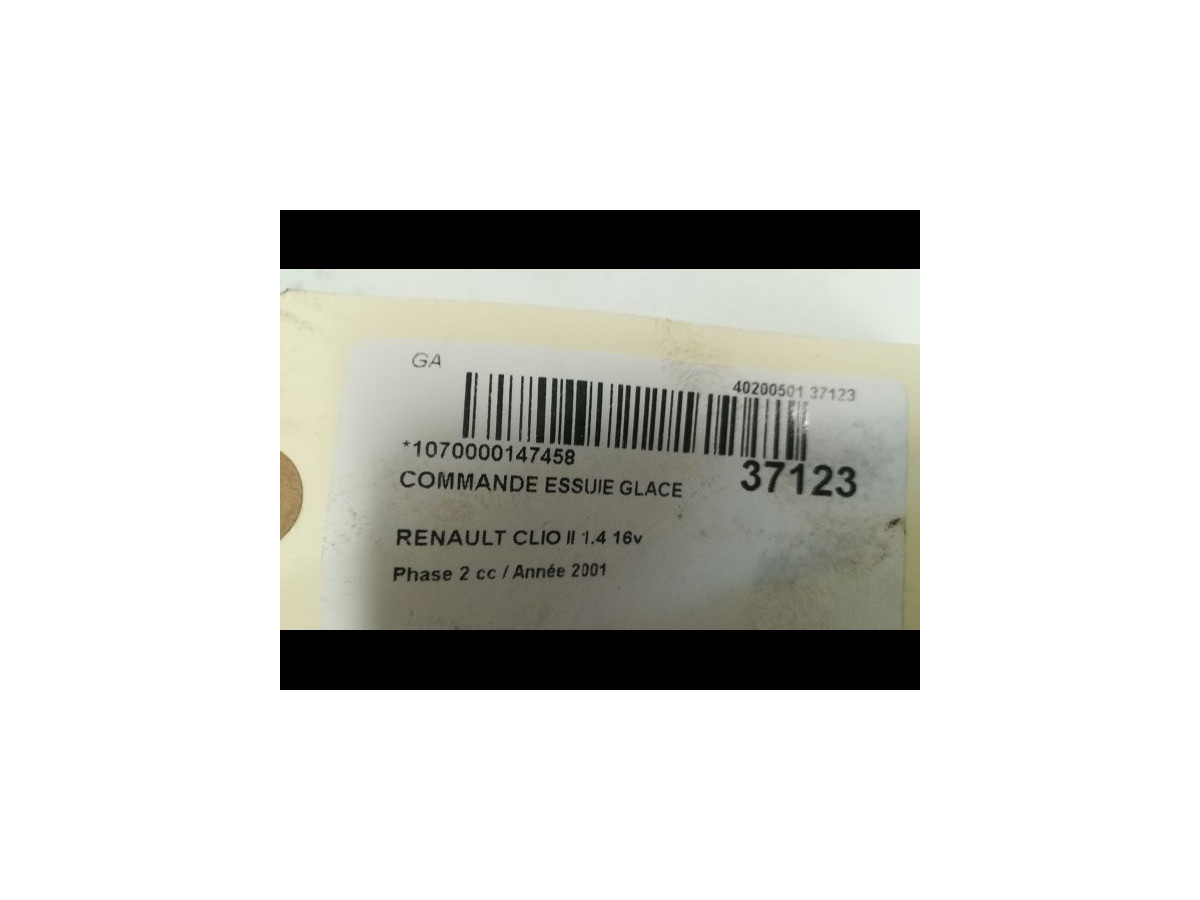 GA
40200501 37123
*1070000147458
37123
COMMANDE ESSUIE GLACE
RENAULT CLIO II 1.4 16v
Phase 2 cc / Année 2001